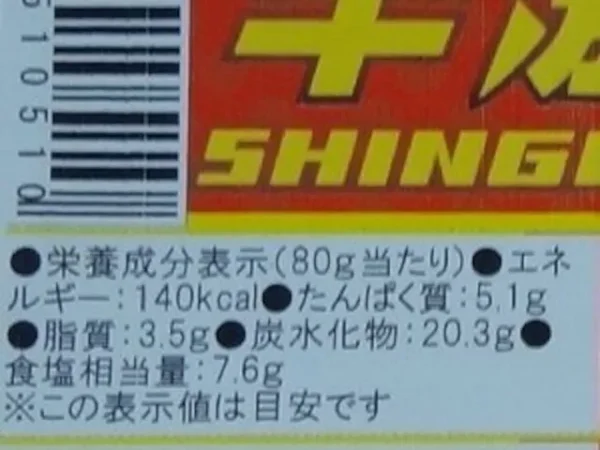 510510
SHING
●栄養成分表示(80g当たり)●エネ
ルギー:140kcal●たんぱく質:5.1g
●脂質:3.5g●炭水化物:20.3g●
食塩相当量:7.6g
※この表示値は目安です